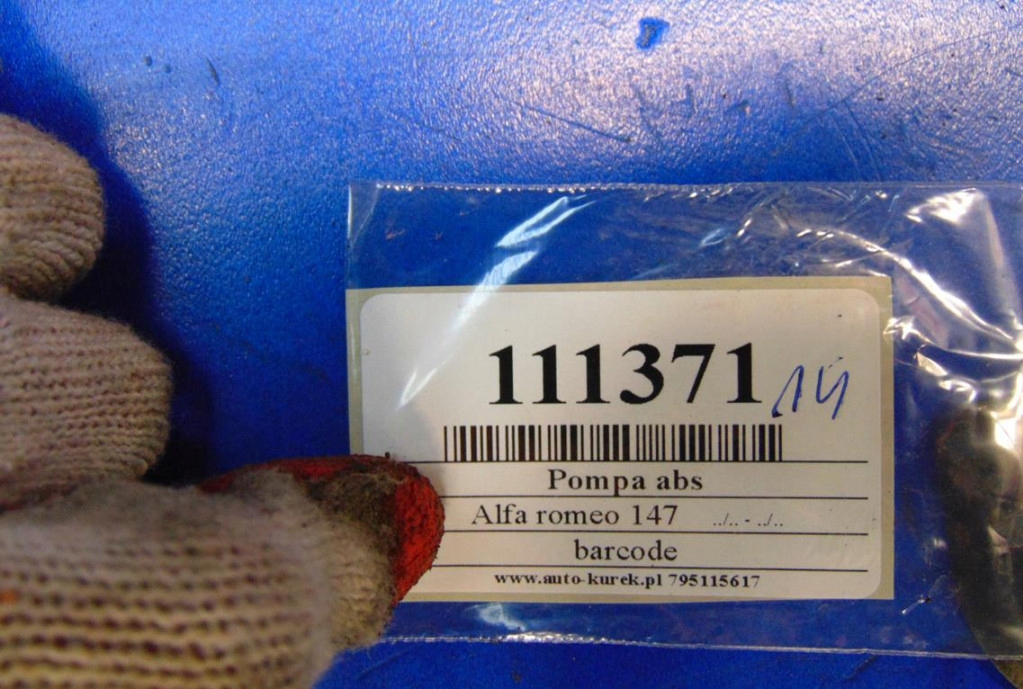 111371 14
Pompa abs
Alfa romeo 147 ../.. - ../..
barcode
www.auto-kurek.pl 795115617